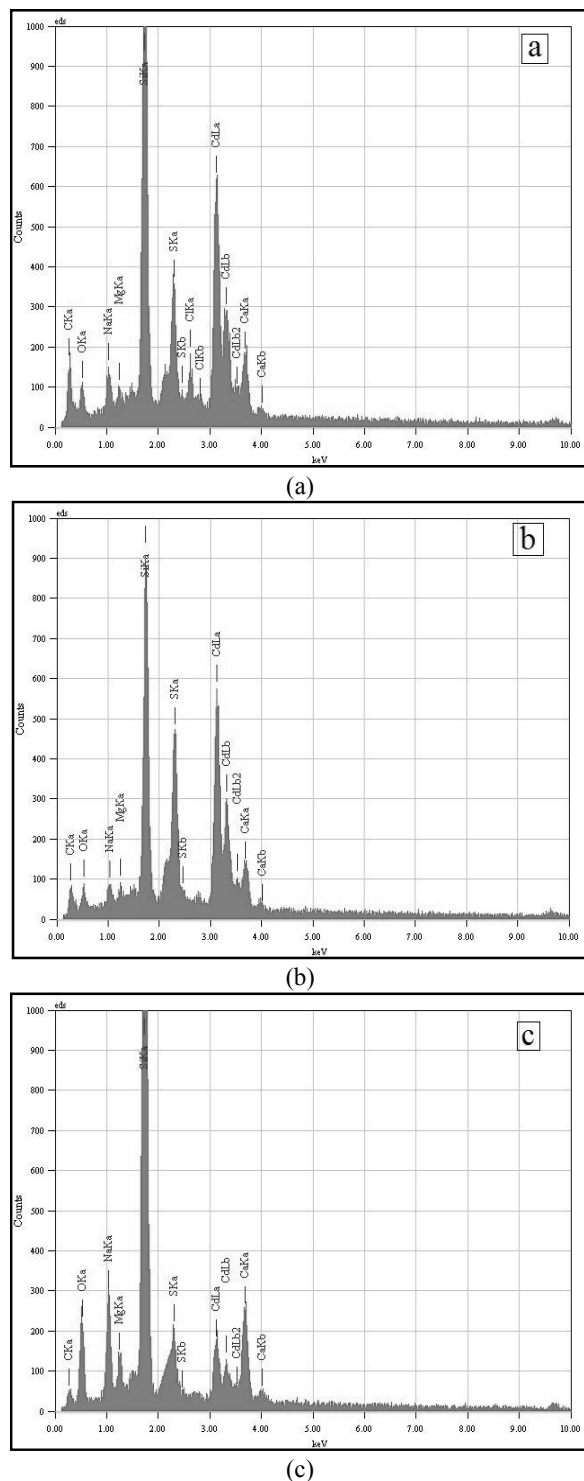 eds
a
1000
900
800
700
600
500
400
300
200
100
0
Counts
CKa
OKa
NaKa
MgKa
SiKa
SKa
SKb
ClKa
ClKb
CdLa
CdLb
CdLb2
CaKa
CaKb
0.00 1.00 2.00 3.00 4.00 5.00 6.00 7.00 8.00 9.00 10.00
keV
(a)
eds
b
1000
900
800
700
600
500
400
300
200
100
0
Counts
CKa
OKa
NaKa
MgKa
SiKa
SKa
SKb
CdLa
CdLb
CdLb2
CaKa
CaKb
0.00 1.00 2.00 3.00 4.00 5.00 6.00 7.00 8.00 9.00 10.00
keV
(b)
eds
c
1000
900
800
700
600
500
400
300
200
100
0
Counts
CKa
OKa
NaKa
MgKa
SiKa
SKa
SKb
CdLa
CdLb
CdLb2
CaKa
CaKb
0.00 1.00 2.00 3.00 4.00 5.00 6.00 7.00 8.00 9.00 10.00
keV
(c)